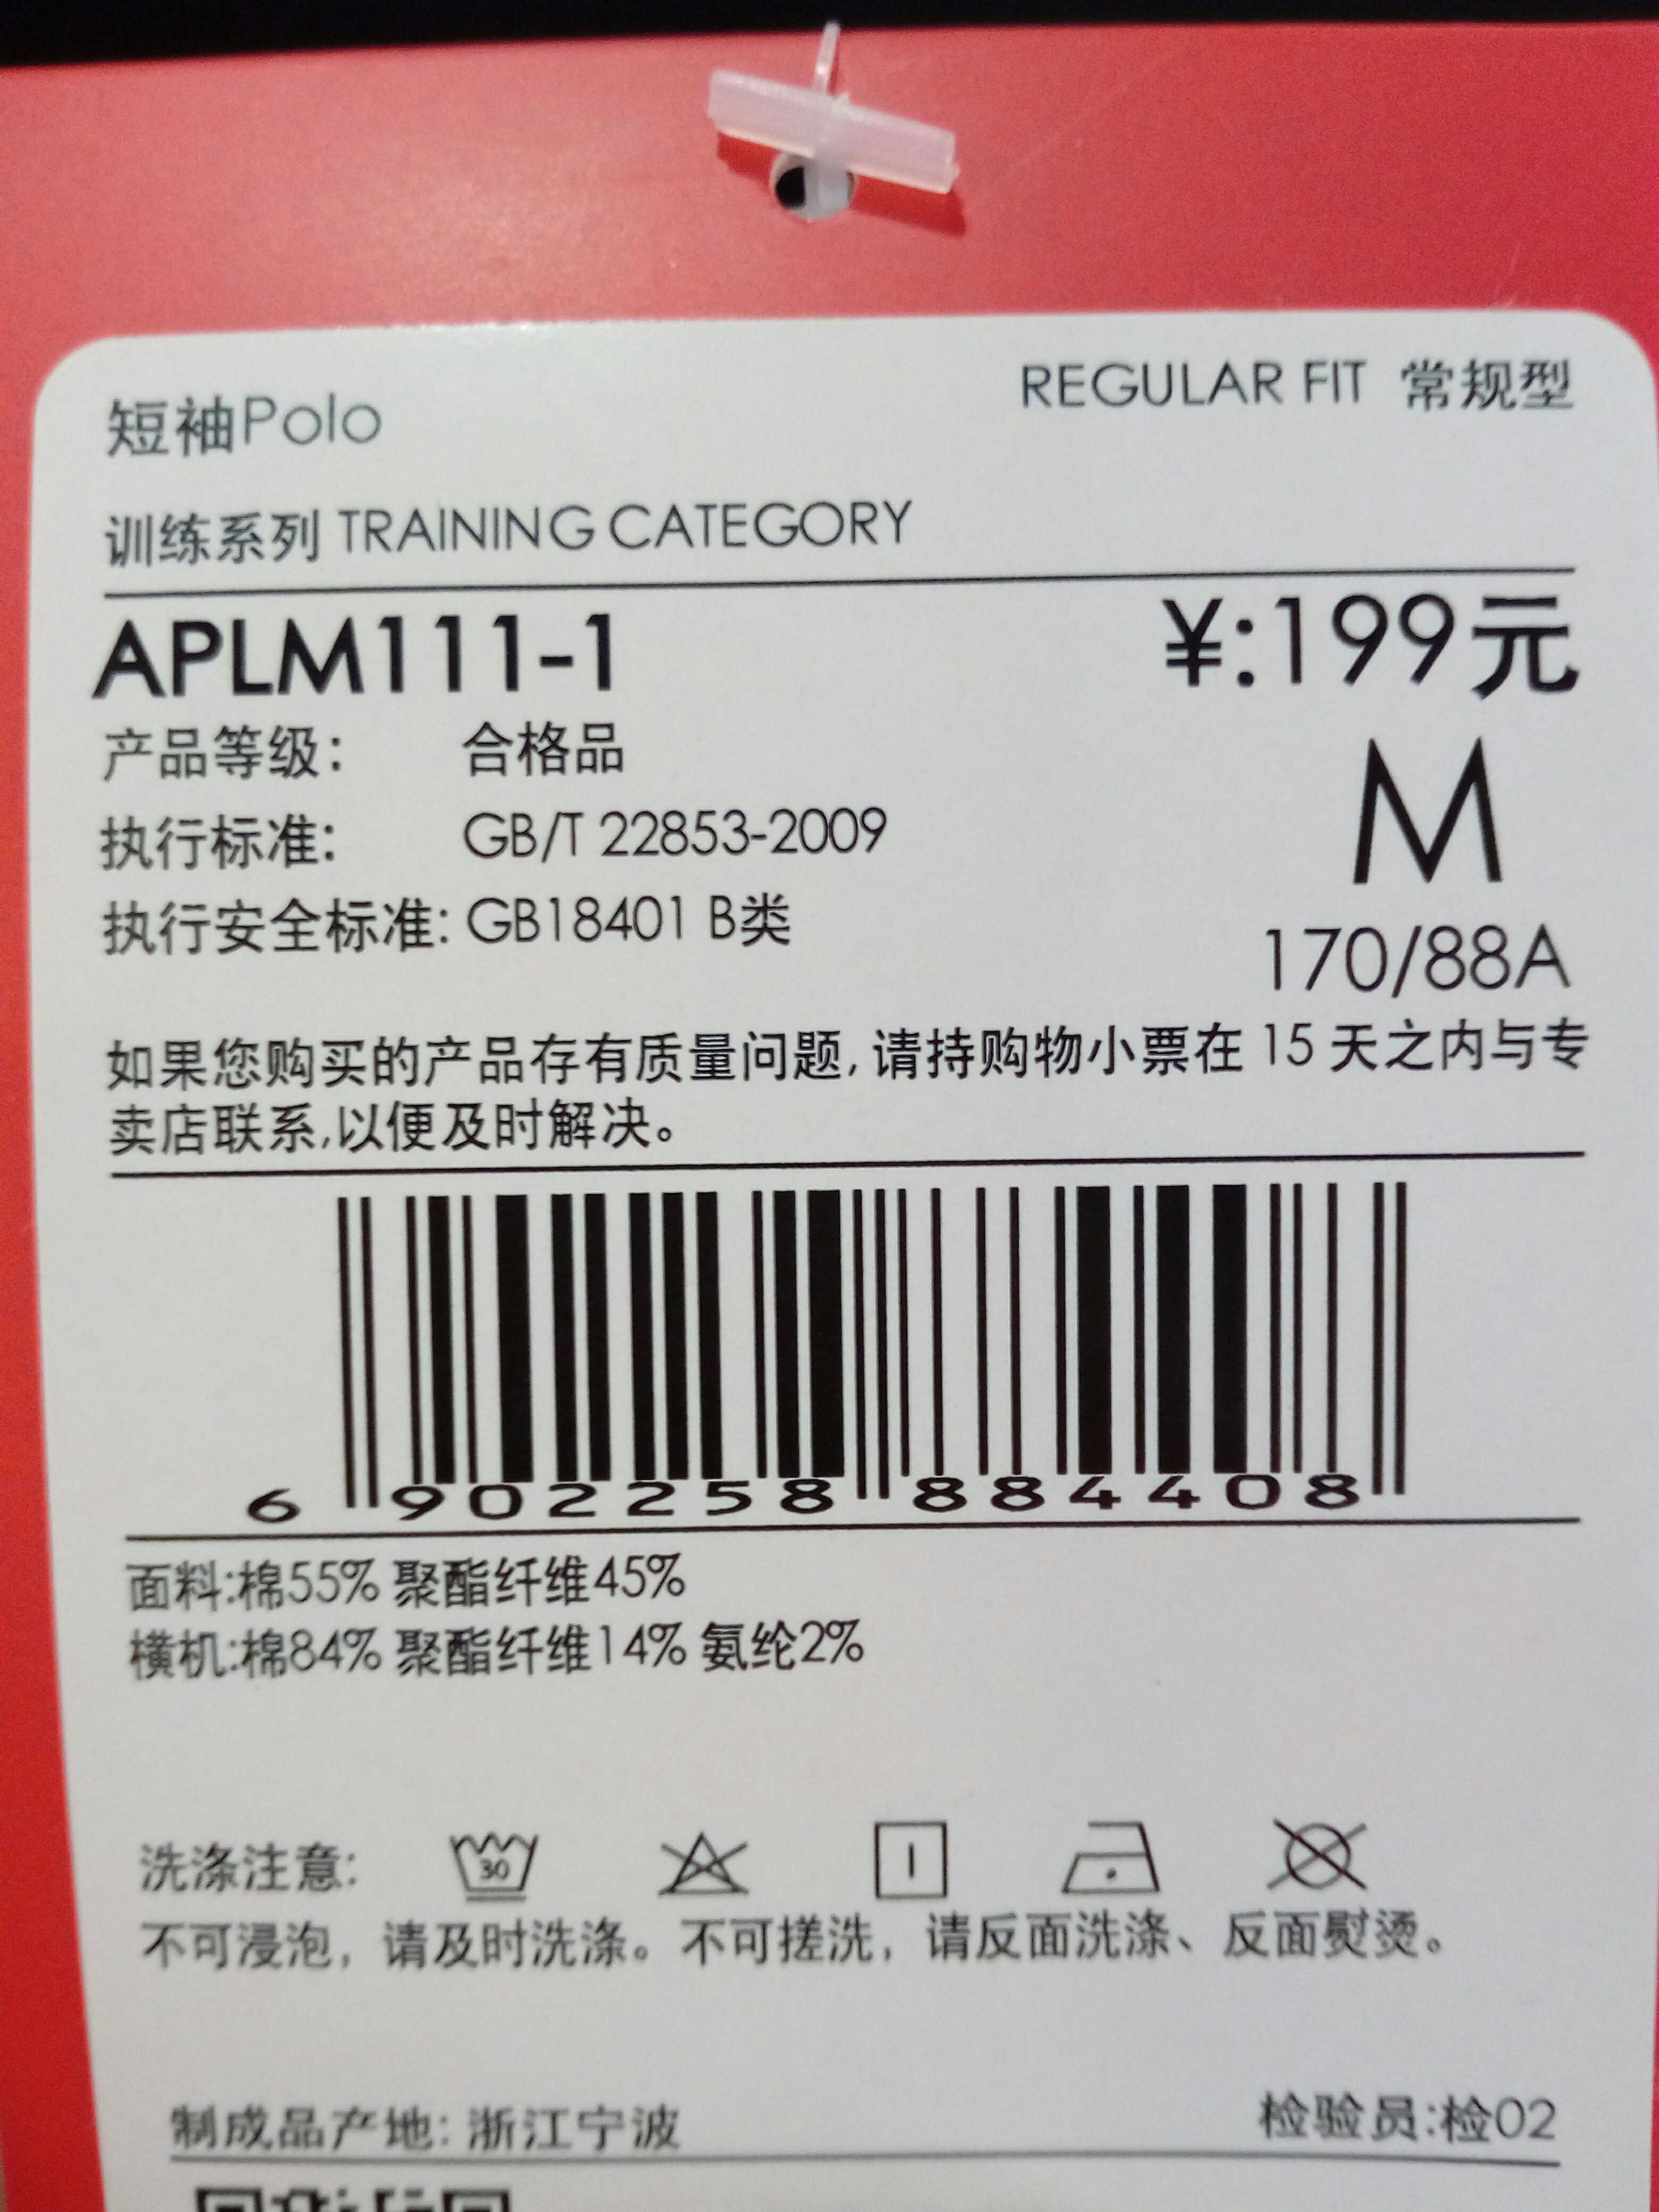 短袖Polo
REGULAR FIT 常规型
训练系列 TRAINING CATEGORY
APLM111-1
¥:199元
产品等级: 合格品
M
执行标准: GB/T 22853-2009
执行安全标准: GB18401 B类
170/88A
如果您购买的产品存有质量问题,请持购物小票在 15 天之内与专
卖店联系,以便及时解决。
6 902258 884408
面料:棉55% 聚酯纤维45%
横机:棉84% 聚酯纤维14% 氨纶2%
洗涤注意:
30
不可浸泡，请及时洗涤。不可搓洗，请反面洗涤、反面熨烫。
制成品产地: 浙江宁波
检验员:检02